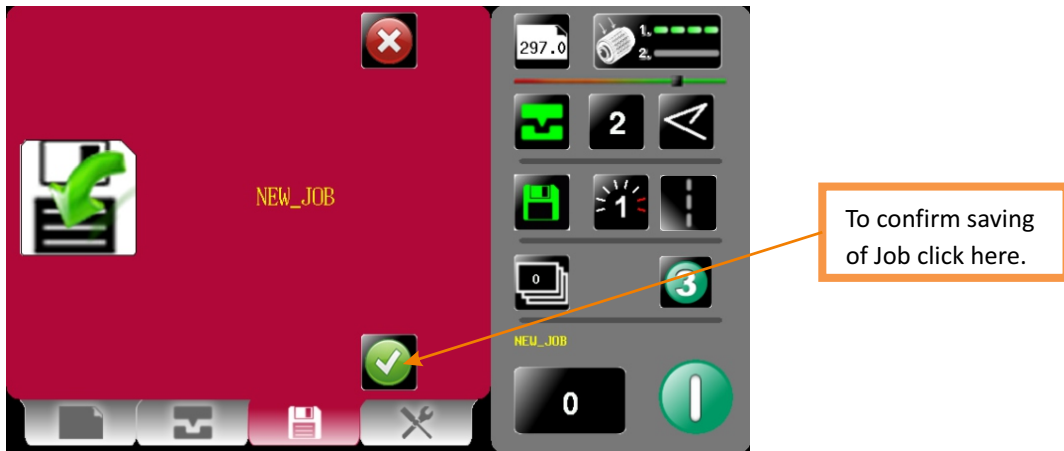 297.0
1.
2.
2
NEW_JOB
1
To confirm saving
of Job click here.
0
3
NEW_JOB
0